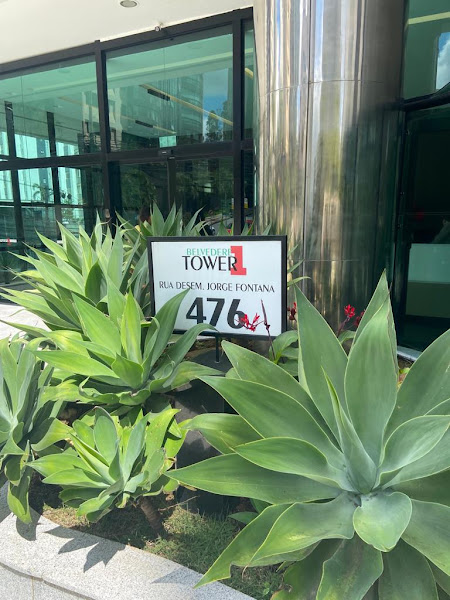 BELVEDERE
TOWER 1
RUA DESEM. JORGE FONTANA
476